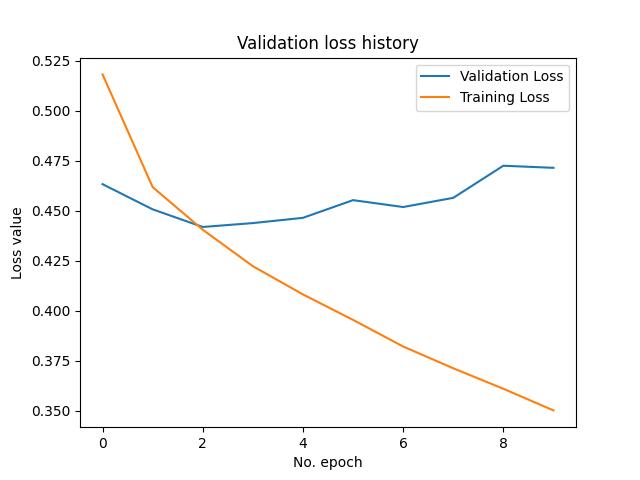 Validation loss history
Validation Loss
Training Loss
0.525
0.500
0.475
0.450
0.425
0.400
0.375
0.350
Loss value
0 2 4 6 8
No. epoch